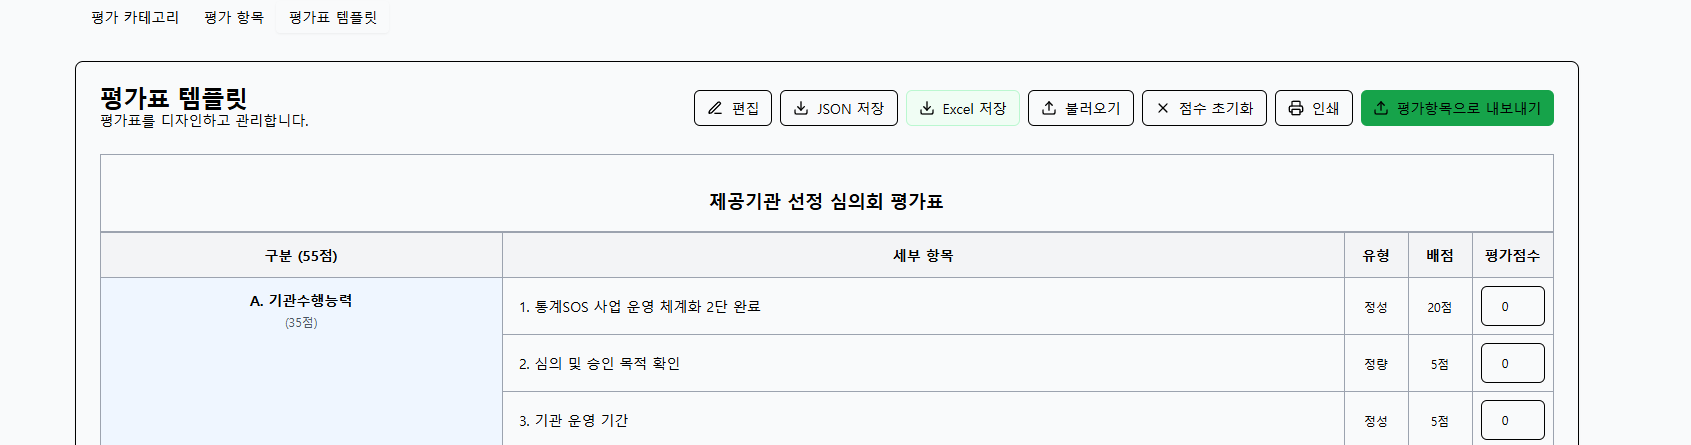 평가 카테고리 평가 항목 평가표 템플릿
평가표 템플릿
평가표를 디자인하고 관리합니다.
편집 JSON 저장 Excel 저장 불러오기 점수 초기화 인쇄 평가항목으로 내보내기
제공기관 선정 심의회 평가표
구분 (55점) 세부 항목 유형 배점 평가점수
A. 기관수행능력
(35점)
1. 통계SOS 사업 운영 체계화 2단 완료 정성 20점 0
2. 심의 및 승인 목적 확인 정량 5점 0
3. 기관 운영 기간 정성 5점 0